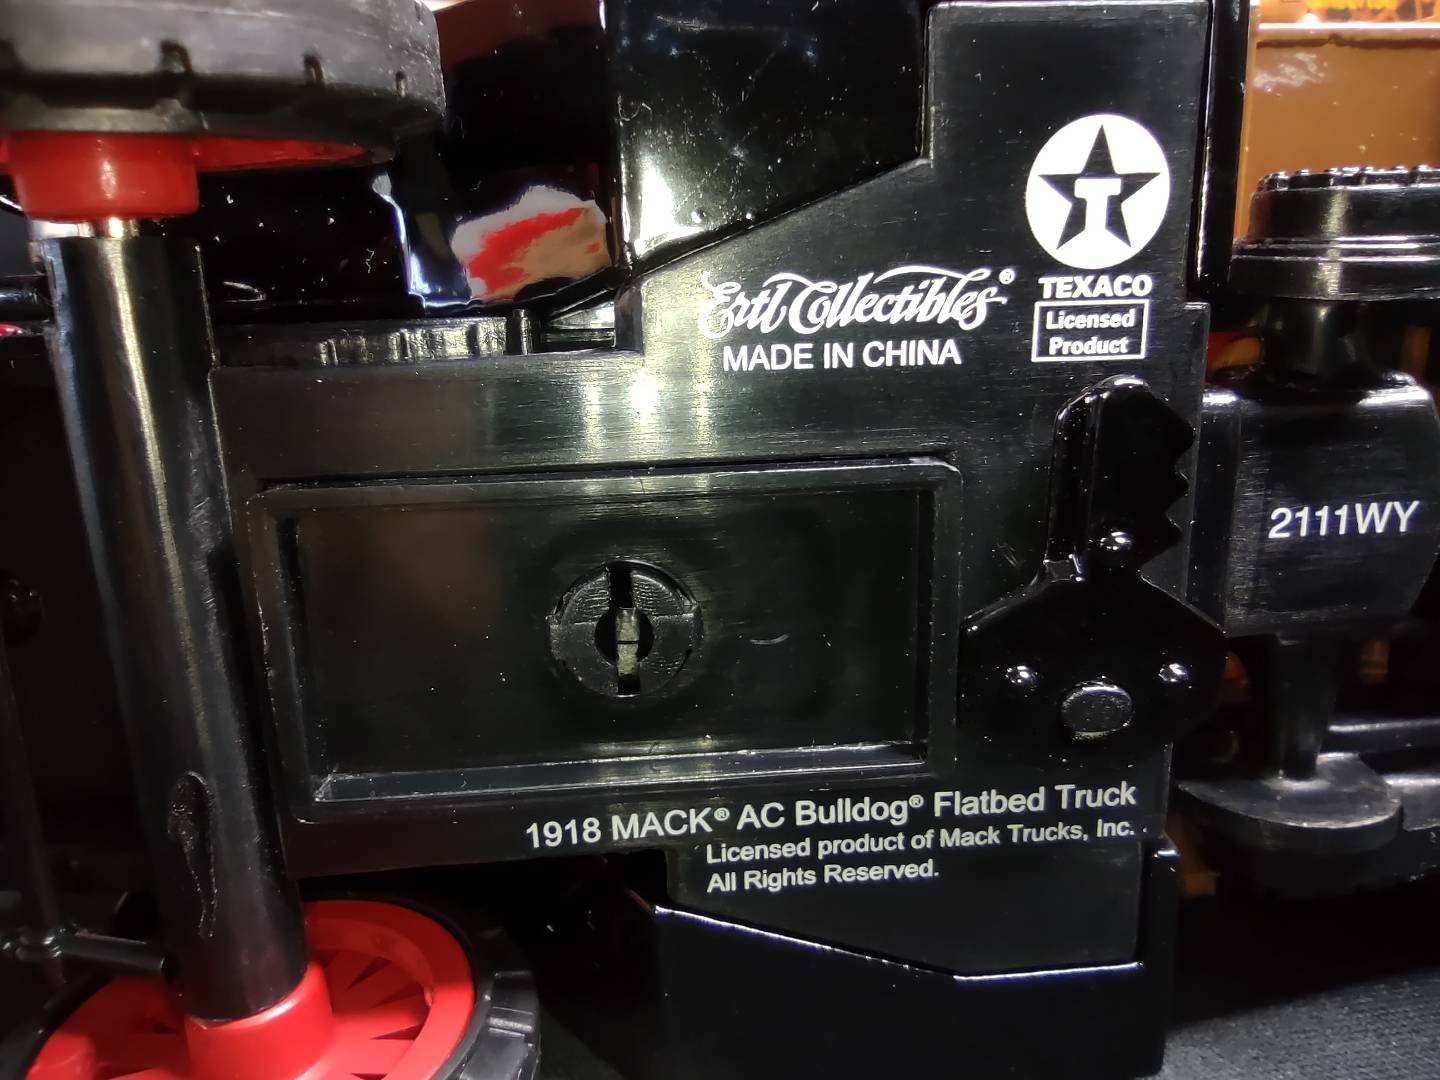 T
TEXACO
Licensed
Product
Ertl Collectibles®
MADE IN CHINA
2111WY
1918 MACK® AC Bulldog® Flatbed Truck
Licensed product of Mack Trucks, Inc.
All Rights Reserved.